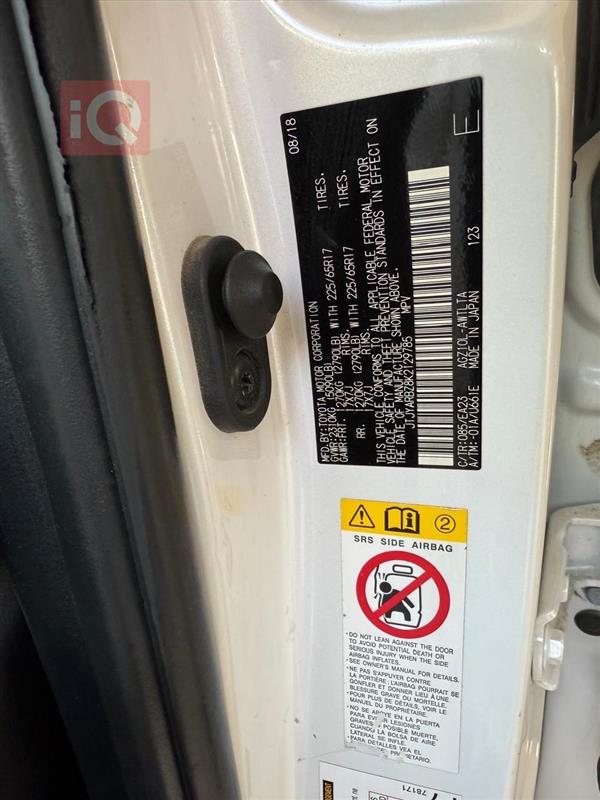 iQ
08/18
MFD.BY:TOYOTA MOTOR CORPORATION
GVWR:2310KG (5090LB)
GAWR:FRT. 1270KG (2790LB) WITH 225/65R17 TIRES.
17X7J RIMS.
RR. 1270KG (2790LB) WITH 225/65R17 TIRES.
17X7J RIMS.
THIS VEHICLE CONFORMS TO ALL APPLICABLE FEDERAL MOTOR
VEHICLE SAFETY AND THEFT PREVENTION STANDARDS IN EFFECT ON
THE DATE OF MANUFACTURE SHOWN ABOVE.
JTJYARBZ8K2129785 MPV
C/TR:085/EA23 AGZ10L-AWTLTA
A/TM:-01A/U661E MADE IN JAPAN 123
E
2
SRS SIDE AIRBAG
· DO NOT LEAN AGAINST THE DOOR
TO AVOID POTENTIAL DEATH OR
SERIOUS INJURY WHEN THE SIDE
AIRBAG INFLATES.
· SEE OWNER'S MANUAL FOR DETAILS.
· NE PAS S'APPUYER CONTRE
LA PORTIÈRE: L'AIRBAG POURRAIT SE
GONFLER ET DONNER LIEU À UNE
BLESSURE GRAVE OU MORTELLE.
· POUR PLUS DE DÉTAILS, VOIR LE
MANUEL DU PROPRIÉTAIRE.
· NO SE APOYE EN LA PUERTA
PARA EVITAR LESIONES
GRAVES O POSIBLE MUERTE,
CUANDO LA BOLSA DE AIRE
LATERAL SE INFLE.
· PARA DETALLES VEA EL
PROPIETARIO.
78171